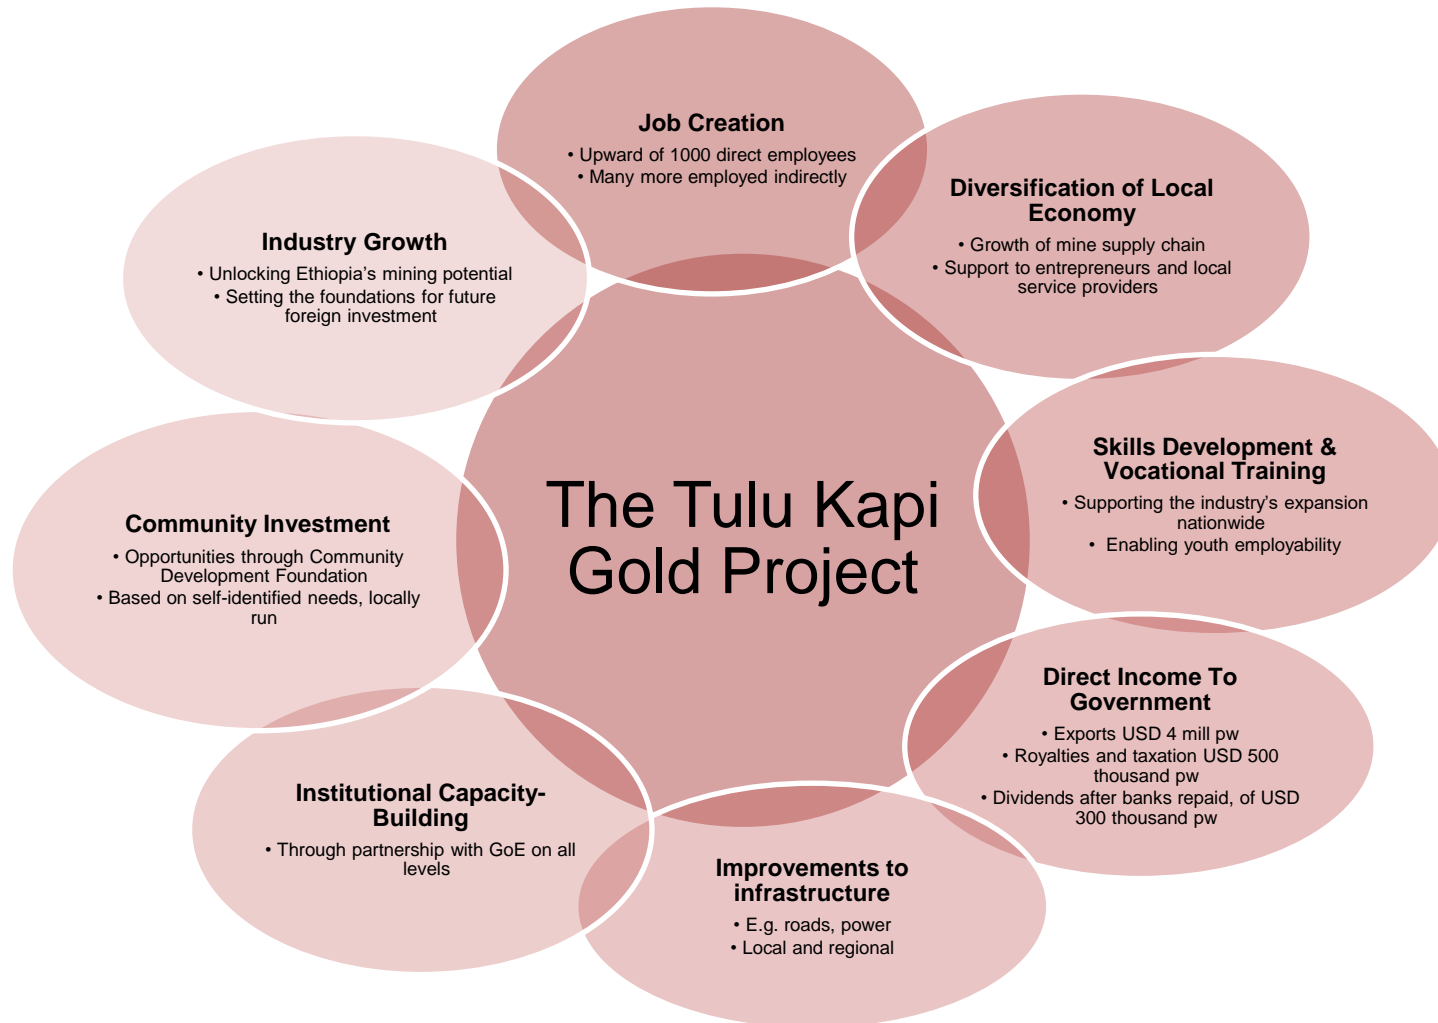 Job Creation
• Upward of 1000 direct employees
• Many more employed indirectly
Diversification of Local
Economy
• Growth of mine supply chain
• Support to entrepreneurs and local
service providers
Skills Development &
Vocational Training
• Supporting the industry’s expansion
nationwide
• Enabling youth employability
Direct Income To
Government
• Exports USD 4 mill pw
• Royalties and taxation USD 500
thousand pw
• Dividends after banks repaid, of USD
300 thousand pw
Improvements to
infrastructure
• E.g. roads, power
• Local and regional
Institutional Capacity-
Building
• Through partnership with GoE on all
levels
Community Investment
• Opportunities through Community
Development Foundation
• Based on self-identified needs, locally
run
Industry Growth
• Unlocking Ethiopia’s mining potential
• Setting the foundations for future
foreign investment
The Tulu Kapi
Gold Project